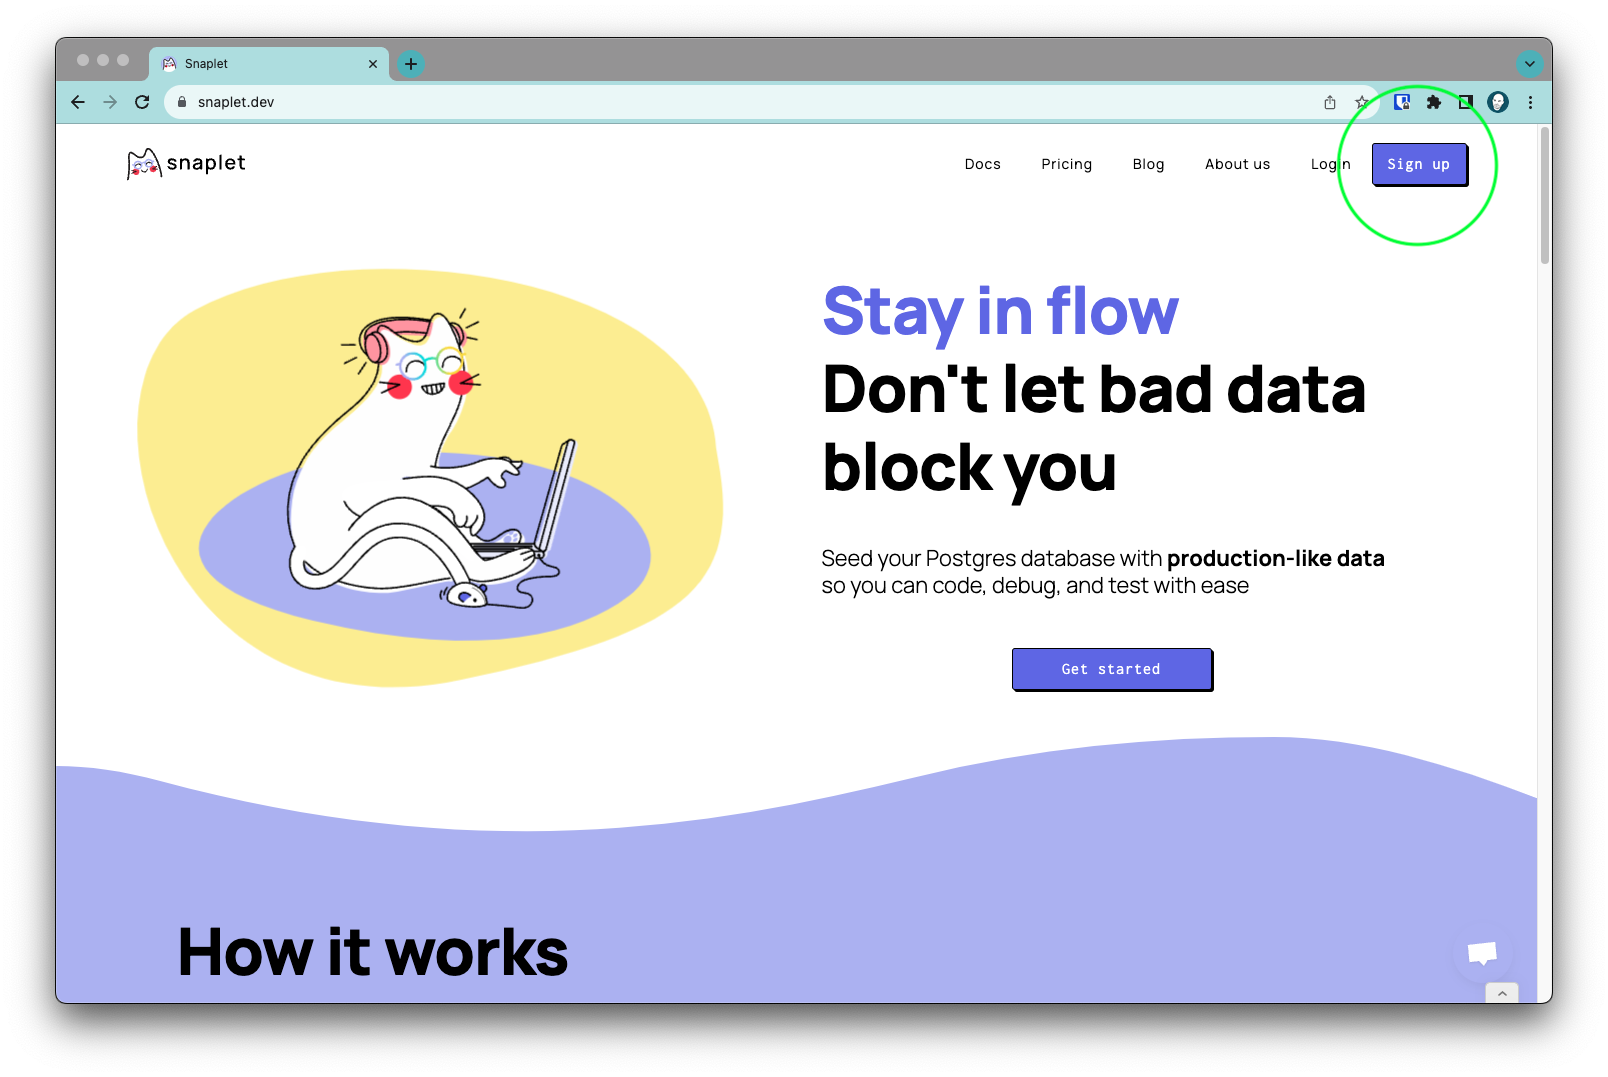 Snaplet
snaplet.dev
snaplet
Docs
Pricing
Blog
About us
Login
Sign up
Stay in flow
Don't let bad data
block you
Seed your Postgres database with production-like data
so you can code, debug, and test with ease
Get started
How it works